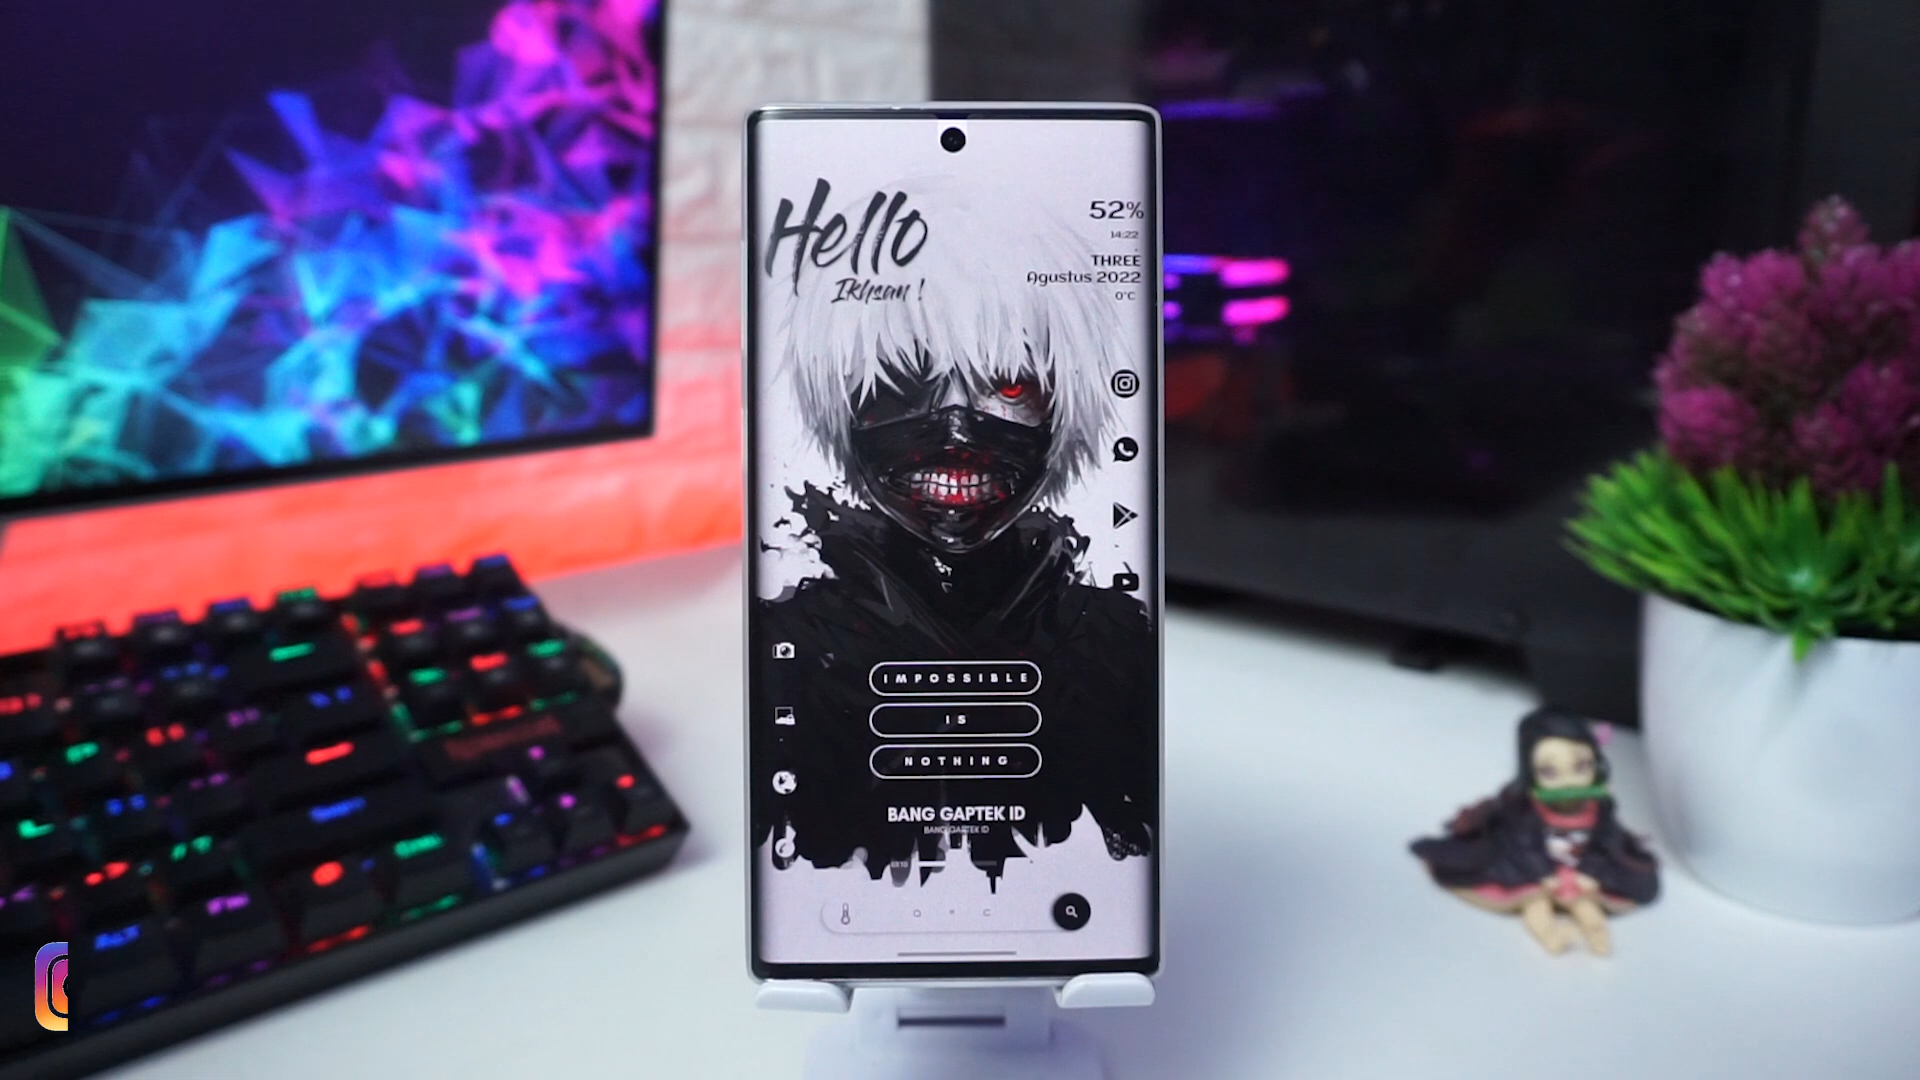 Hello
Ikhsan !
52%
14:22
THREE
Agustus 2022
0°C
IMPOSSIBLE
IS
NOTHING
BANG GAPTEK ID
BANG GAPTEK ID